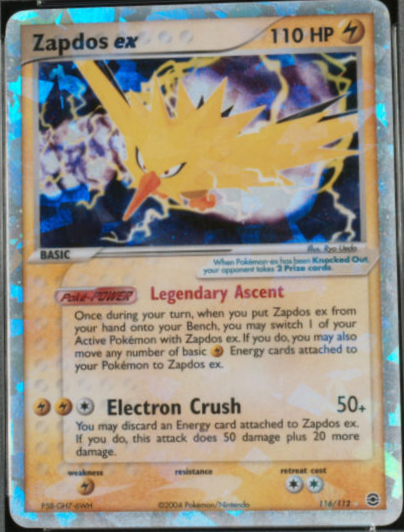 Zapdos ex 110 HP
BASIC
Illus. Ryo Ueda
When Pokémon-ex has been Knocked Out,
your opponent takes 2 Prize cards.
Poké-POWER Legendary Ascent
Once during your turn, when you put Zapdos ex from
your hand onto your Bench, you may switch 1 of your
Active Pokémon with Zapdos ex. If you do, you may also
move any number of basic Energy cards attached to
your Pokémon to Zapdos ex.
Electron Crush 50+
You may discard an Energy card attached to Zapdos ex.
If you do, this attack does 50 damage plus 20 more
damage.
weakness resistance retreat cost
©2004 Pokémon/Nintendo 116/112